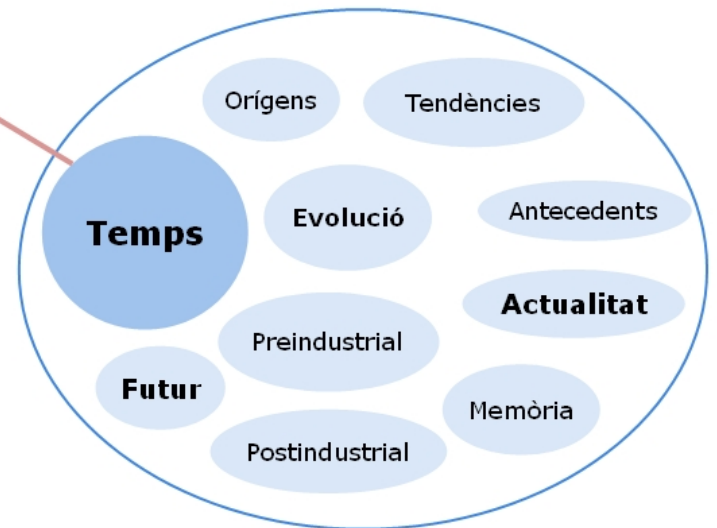 Orígens
Tendències
Temps
Evolució
Antecedents
Actualitat
Preindustrial
Futur
Memòria
Postindustrial